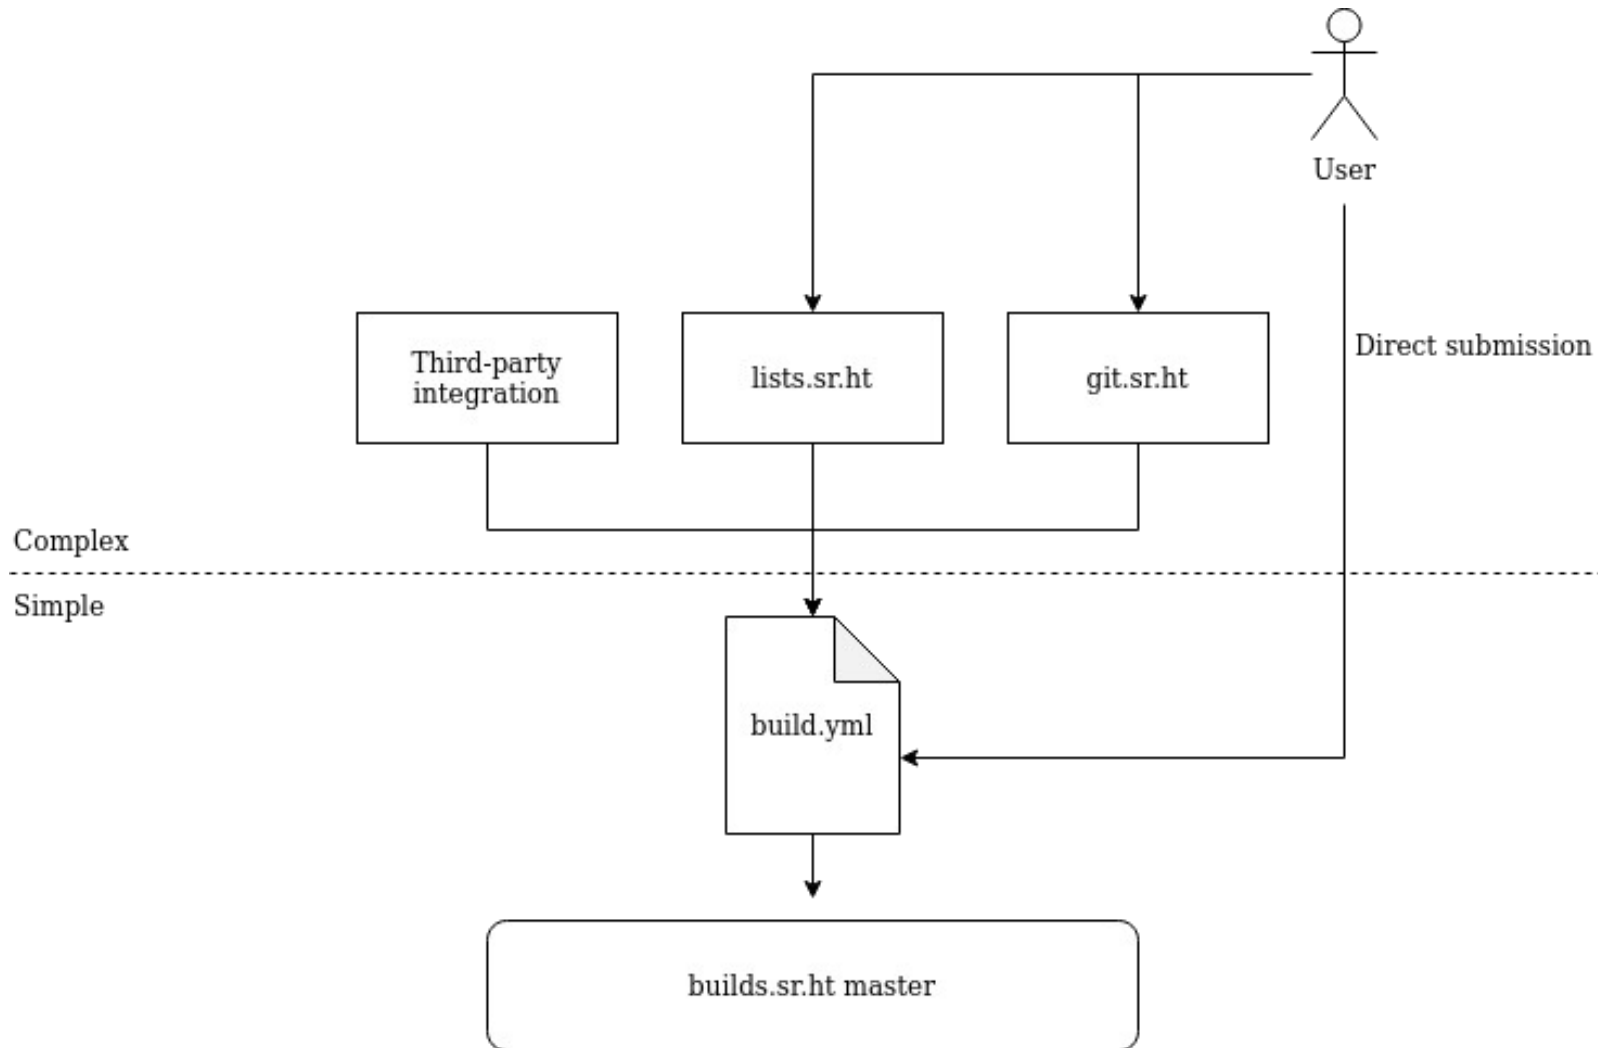 User
Direct submission
Third-party
integration
lists.sr.ht
git.sr.ht
Complex
Simple
build.yml
builds.sr.ht master